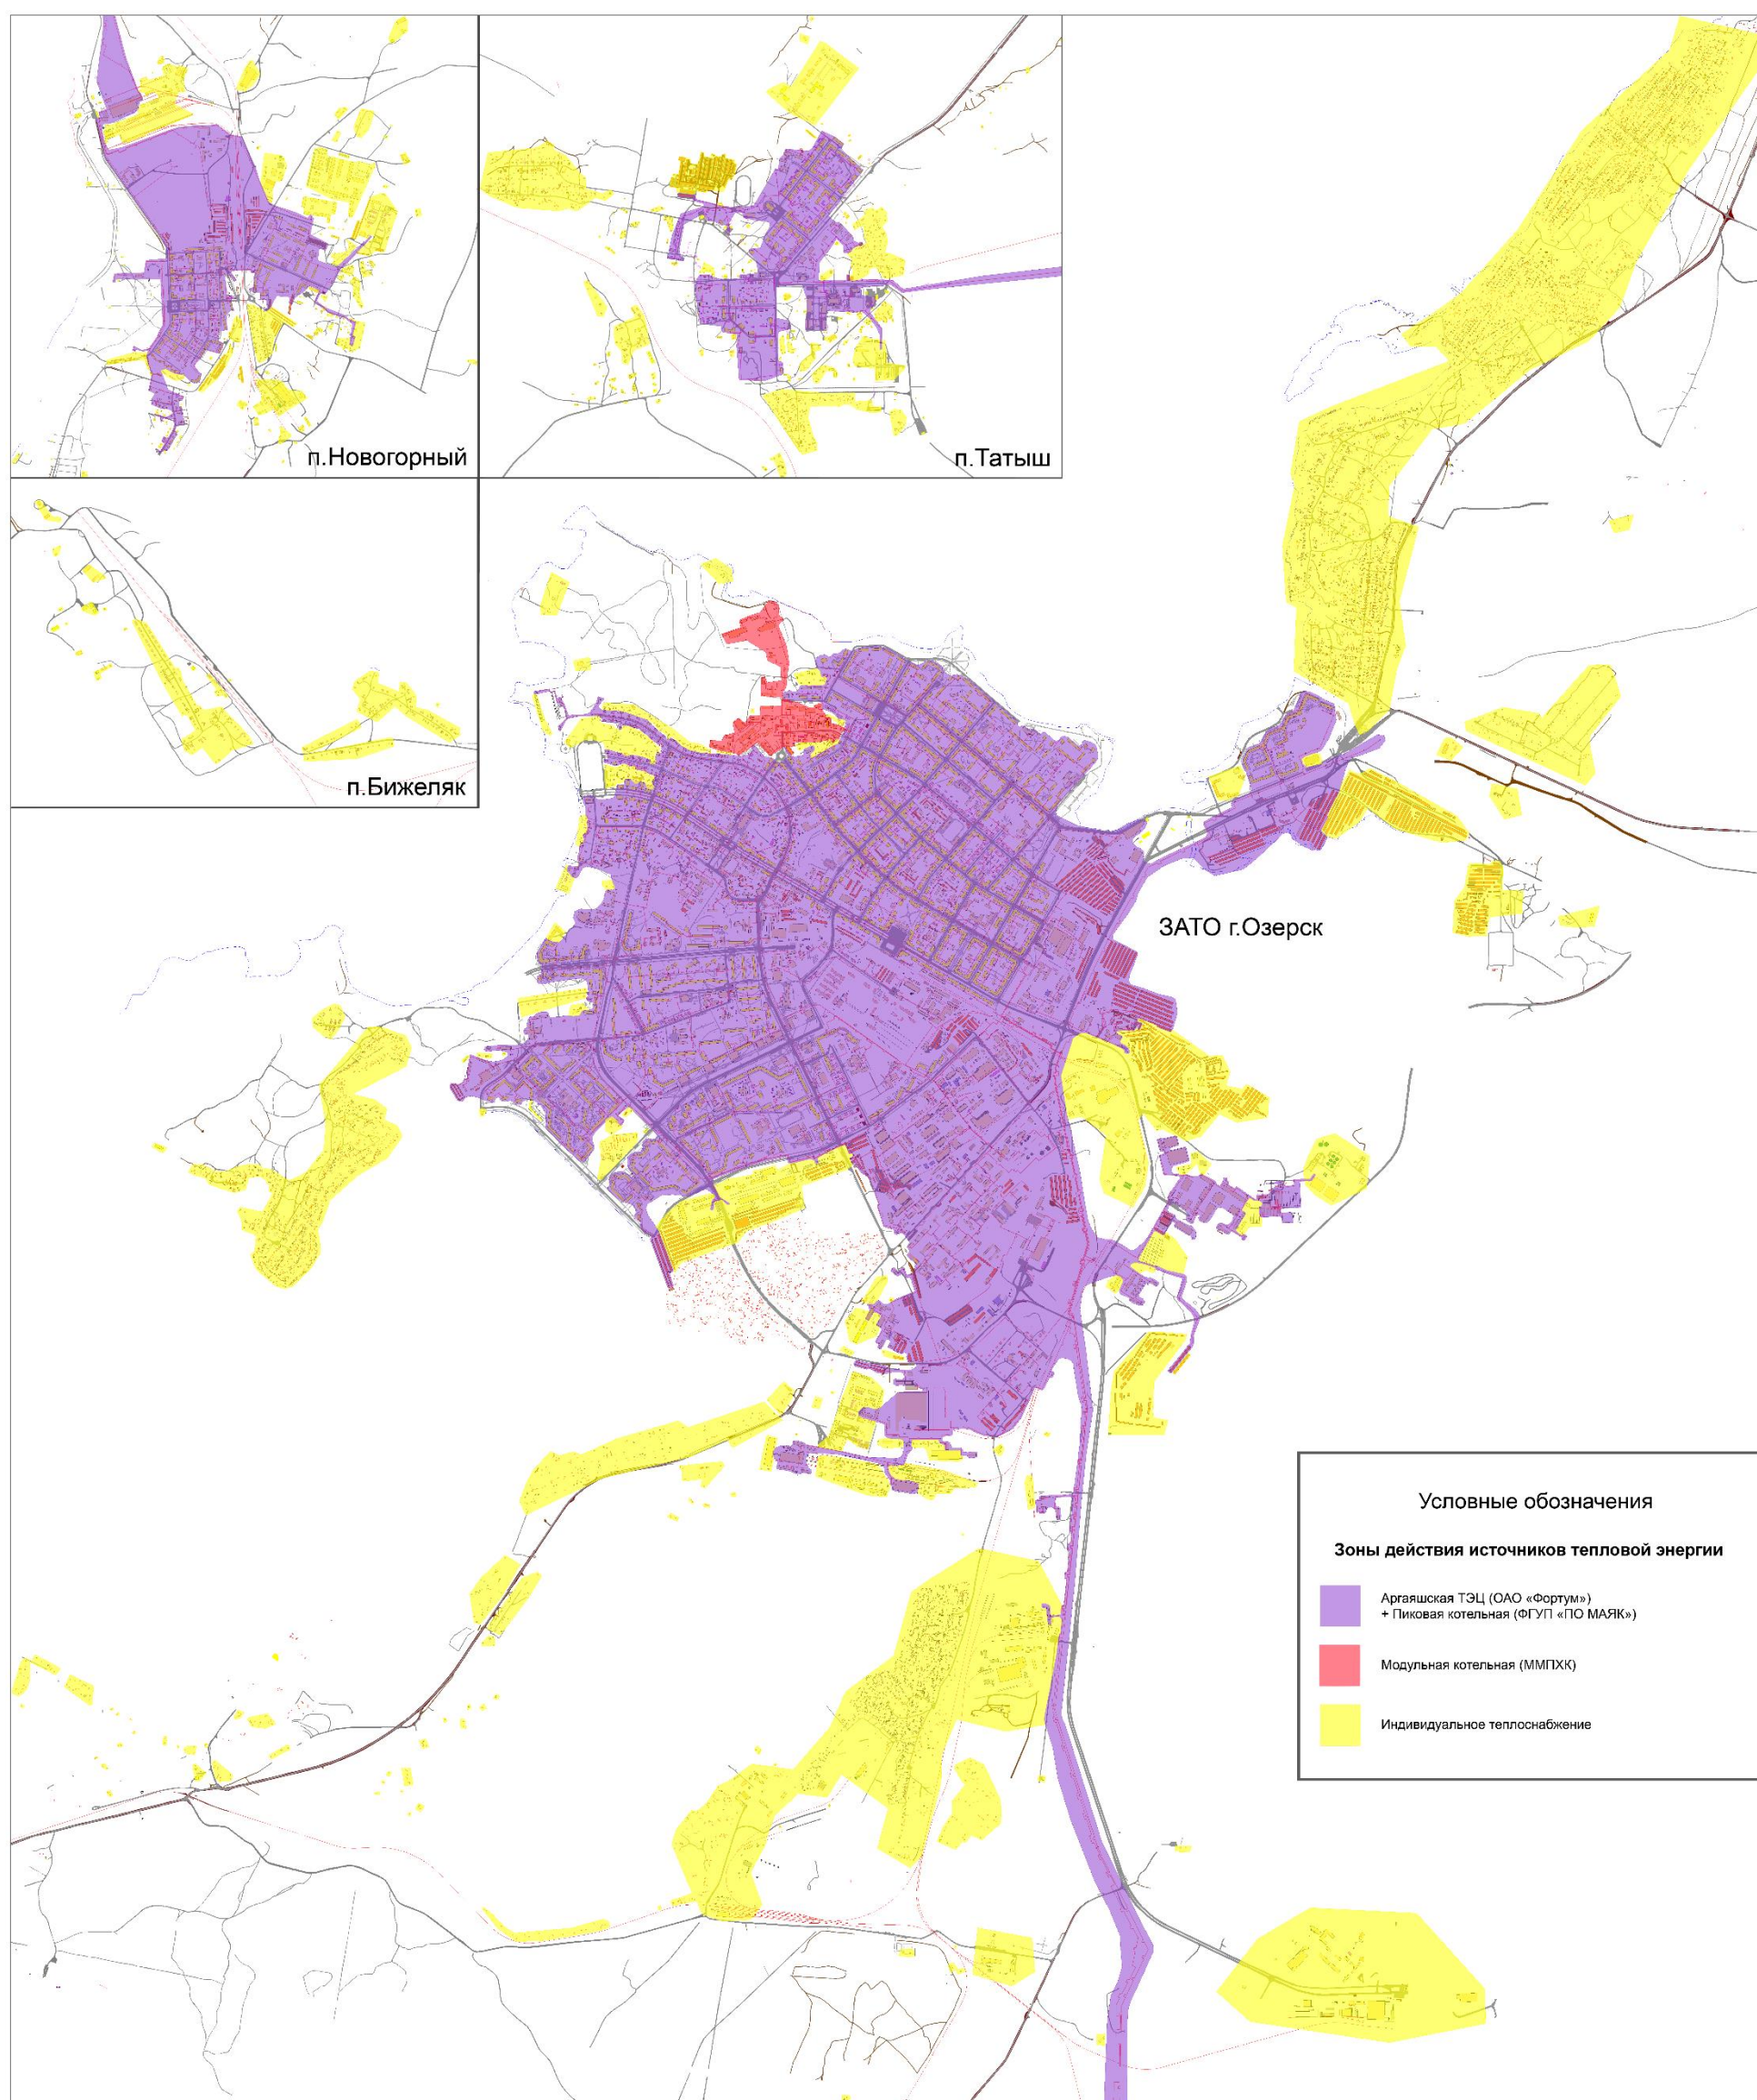 п.Новогорный
п.Татыш
п.Бижеляк
ЗАТО г.Озерск
Условные обозначения
Зоны действия источников тепловой энергии
Аргаяшская ТЭЦ (ОАО «Фортум»)
+ Пиковая котельная (ФГУП «ПО МАЯК»)
Модульная котельная (ММПХК)
Индивидуальное теплоснабжение